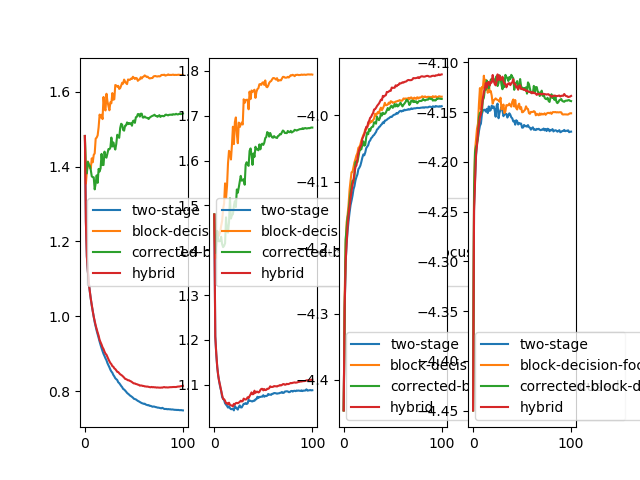 1.6
1.4
1.2
1.0
0.8
0
100
two-stage
block-decis
corrected-b
hybrid
1.8
1.7
1.6
1.5
1.4
1.3
1.2
1.1
0
100
two-stage
block-decis
corrected-b
hybrid
−4.0
−4.1
−4.2
−4.3
−4.4
0
100
two-stage
block-decis
corrected-b
hybrid
−4.10
−4.15
−4.20
−4.25
−4.30
−4.35
−4.40
−4.45
0
100
two-stage
block-decision-foc
corrected-block-d
hybrid